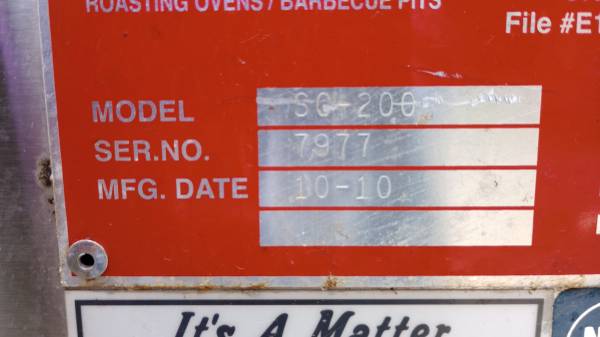 ROASTING OVENS / BARBECUE PITS
File #E1
MODEL SG-200
SER.NO. 7977
MFG. DATE 10-10
It's A Matter